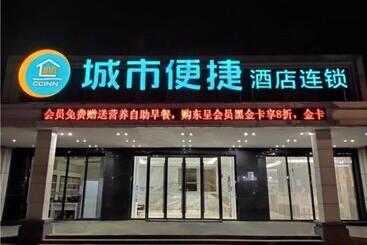 城市便捷 酒店连锁
CCINN
会员免费赠送营养自助早餐，购东呈会员黑金卡享8折，金卡